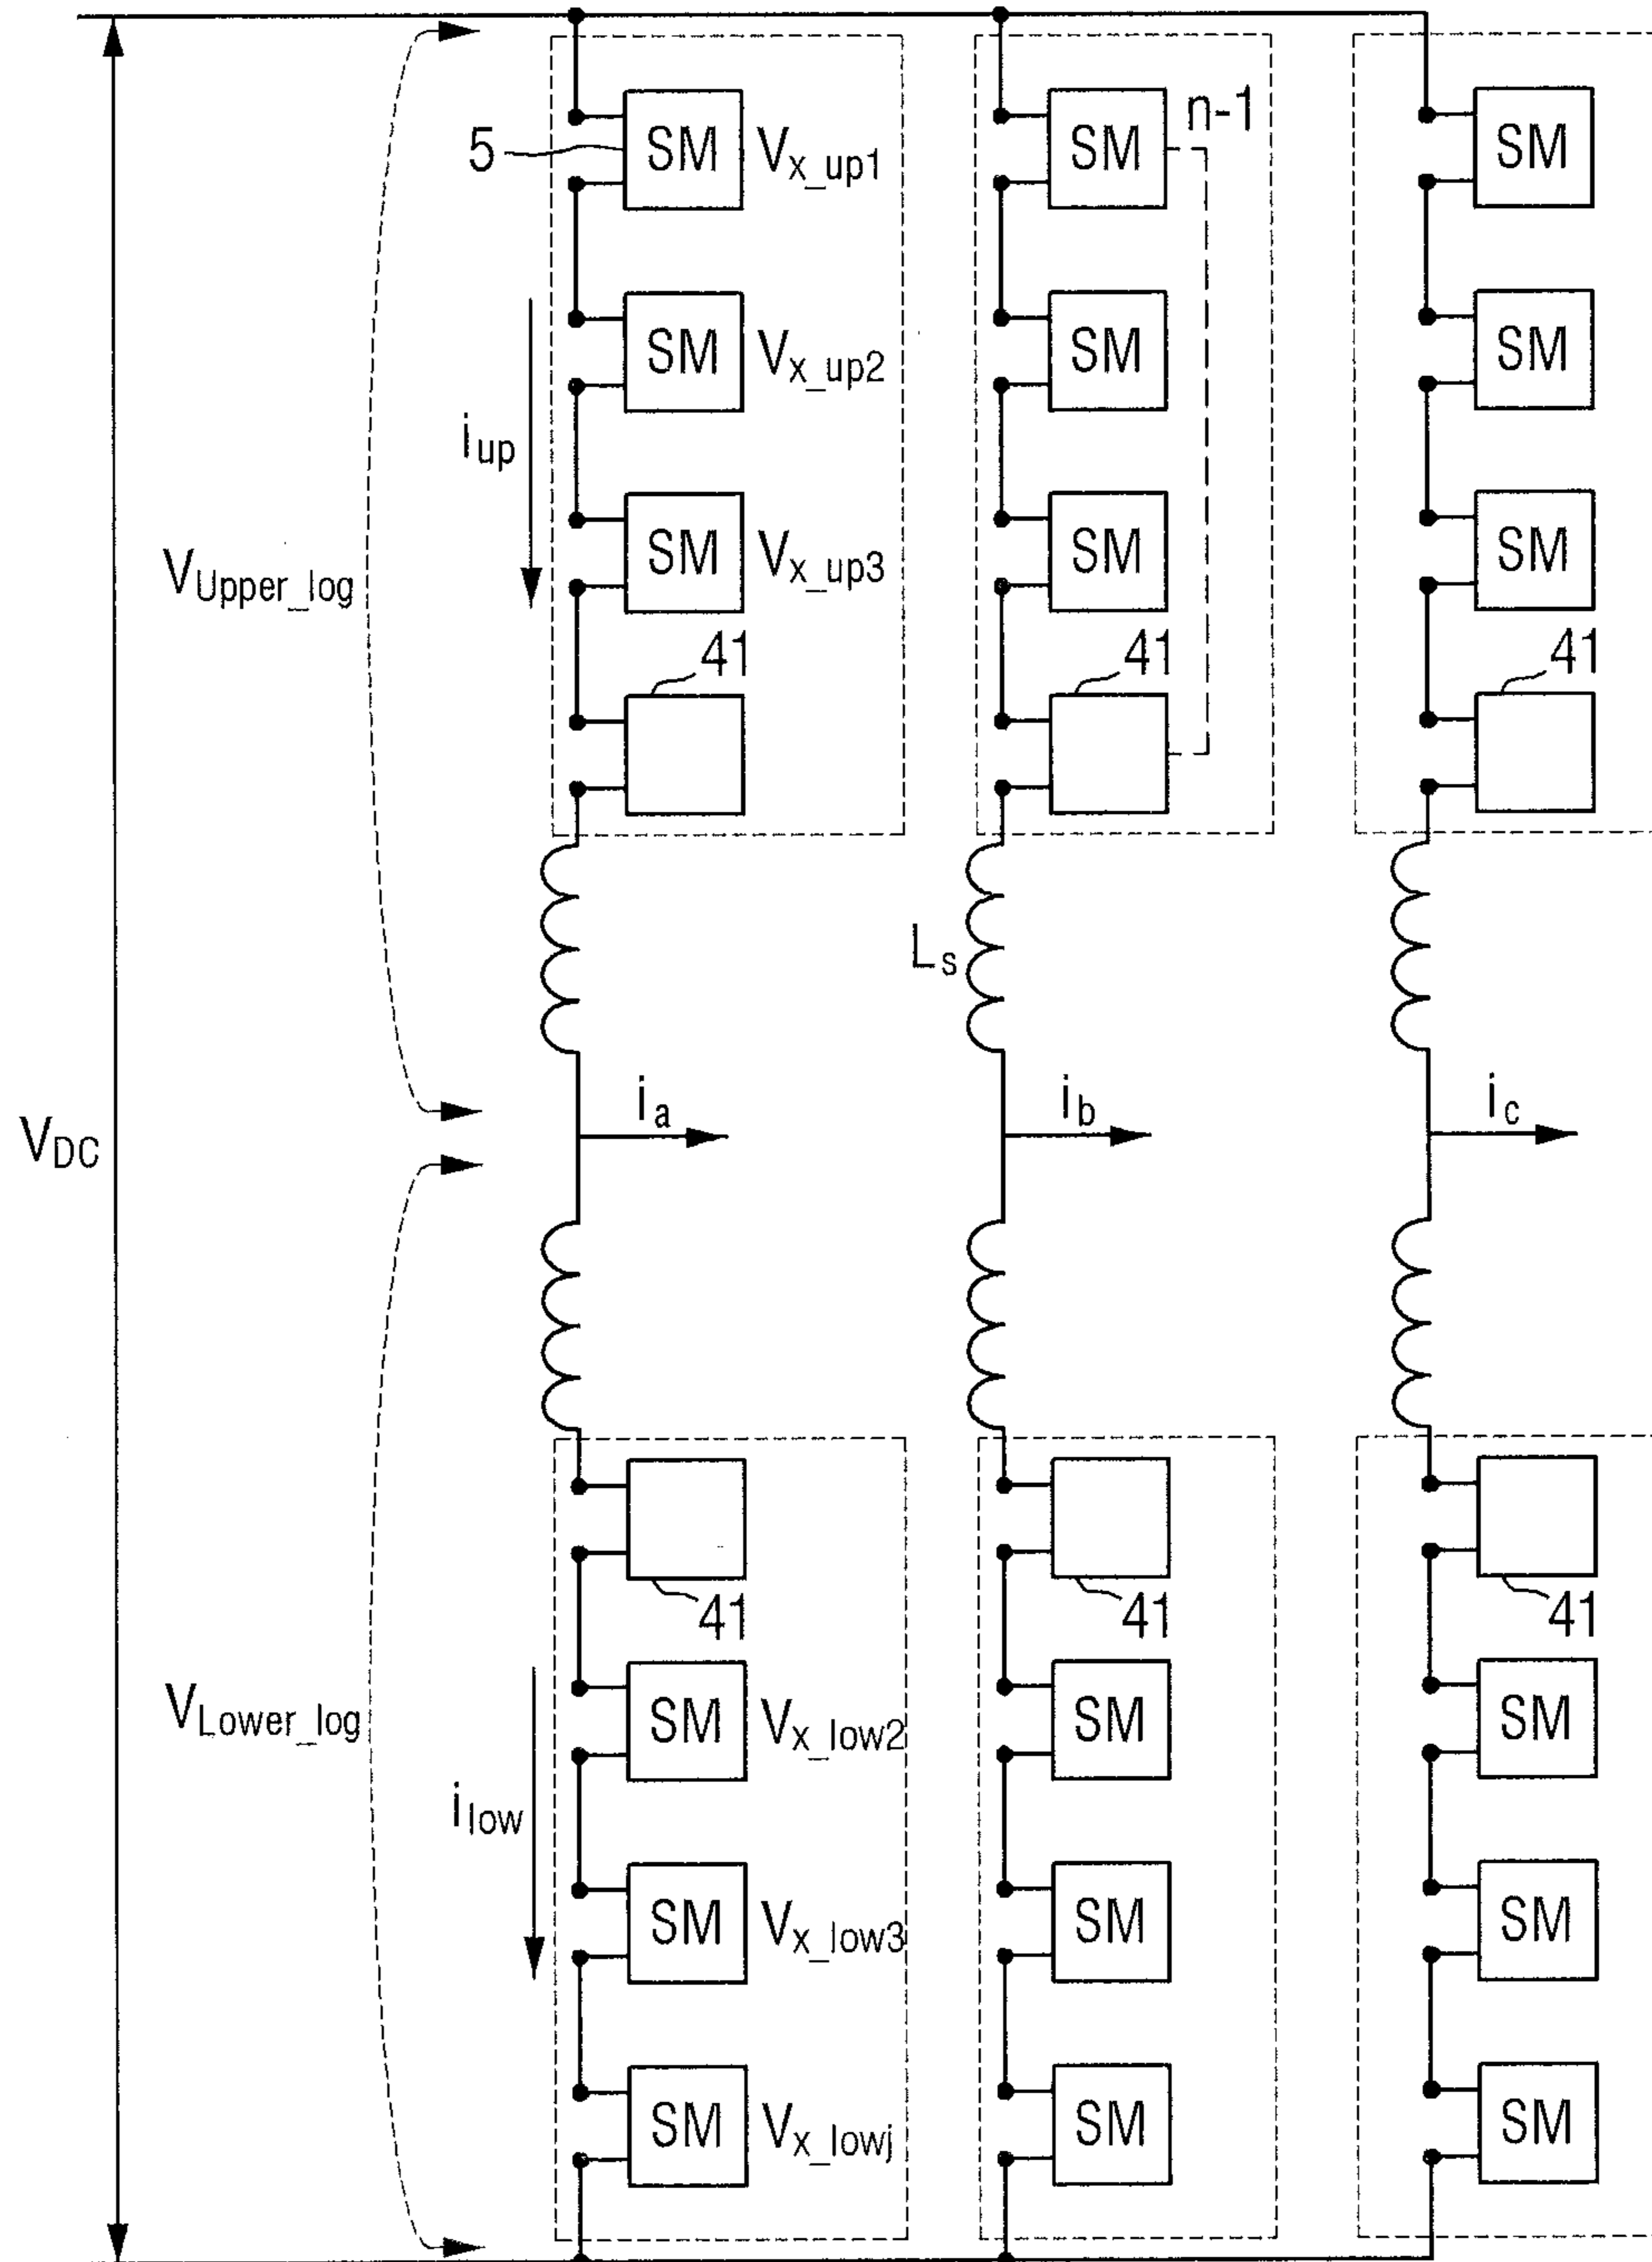 n-1
5 SM V_x_up1 SM SM
SM V_x_up2 SM SM
i_up
SM V_x_up3 SM SM
V_Upper_log
41 41 41
L_s
i_a i_b i_c
V_DC
41 41 41
V_Lower_log
SM V_x_low2 SM SM
i_low
SM V_x_low3 SM SM
SM V_x_lowj SM SM